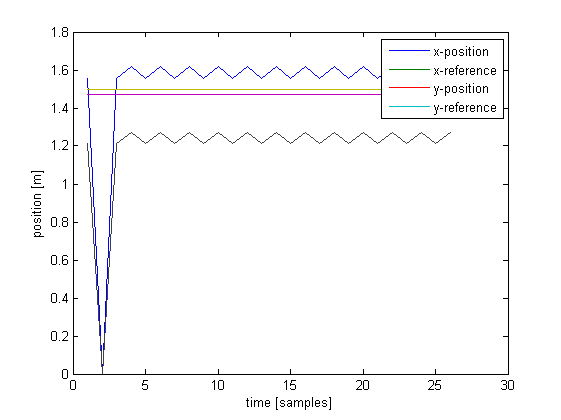 1.8
1.6
1.4
1.2
1
0.8
0.6
0.4
0.2
0
position [m]
x-position
x-reference
y-position
y-reference
0 5 10 15 20 25 30
time [samples]